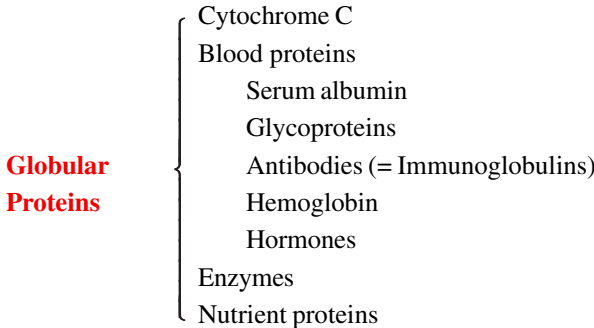 Cytochrome C
Blood proteins
Serum albumin
Glycoproteins
Globular Proteins
Antibodies (= Immunoglobulins)
Hemoglobin
Hormones
Enzymes
Nutrient proteins